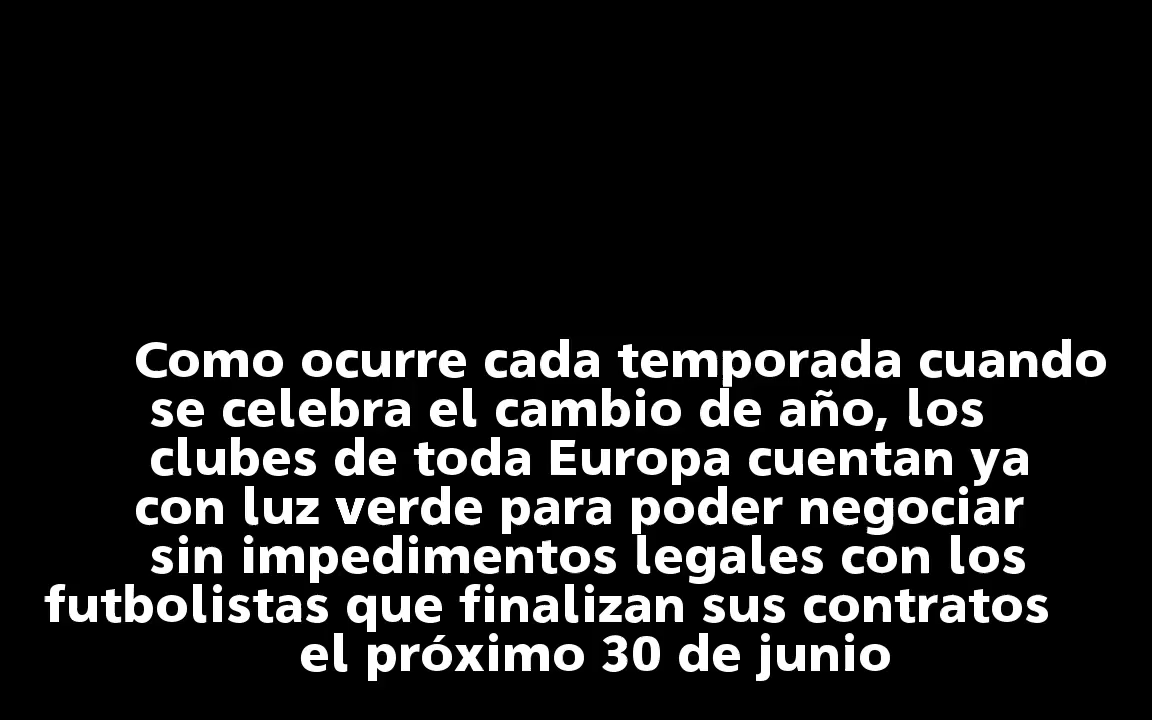 Como ocurre cada temporada cuando
se celebra el cambio de año, los
clubes de toda Europa cuentan ya
con luz verde para poder negociar
sin impedimentos legales con los
futbolistas que finalizan sus contratos
el próximo 30 de junio